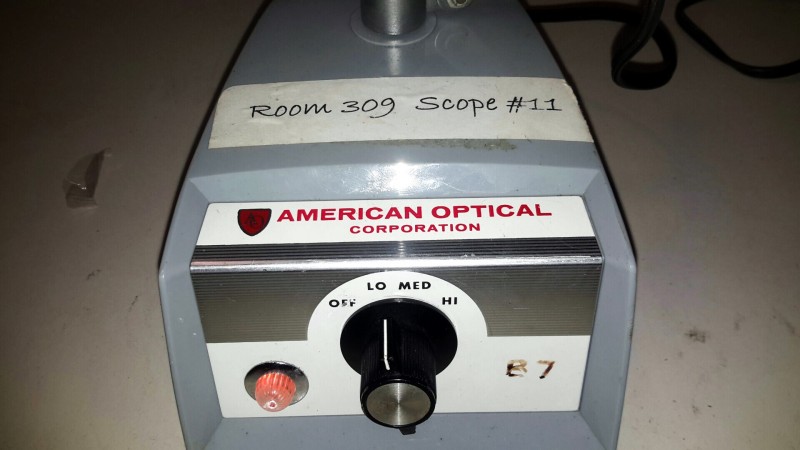 Room 309 Scope #11
AMERICAN OPTICAL
CORPORATION
OFF LO MED HI
B7